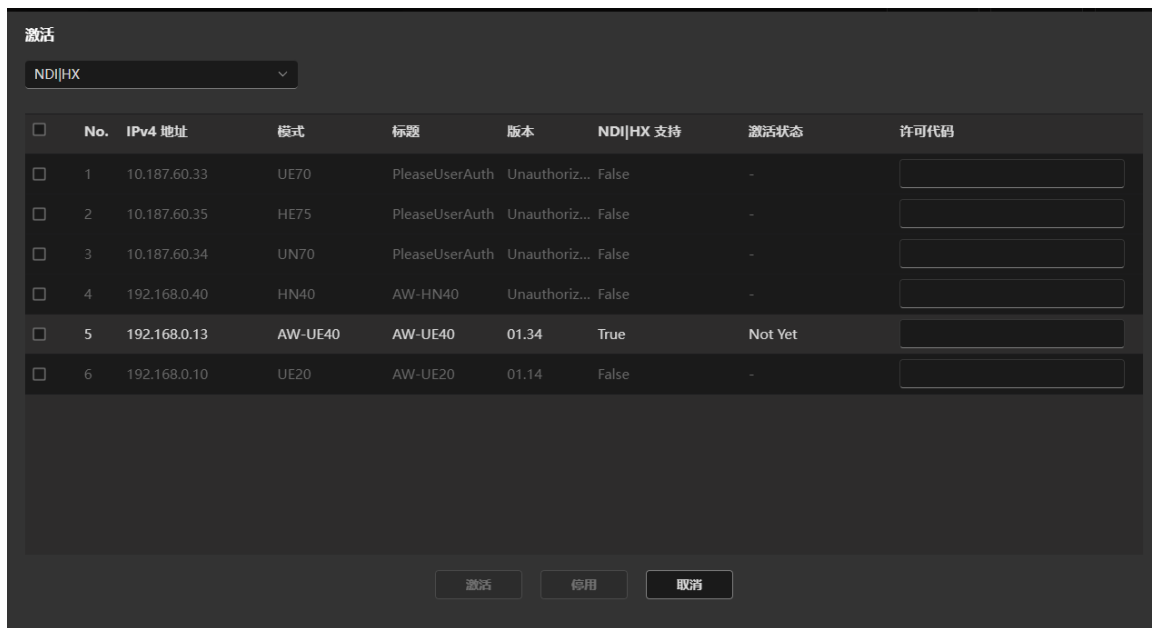 激活
NDI|HX
No. IPv4 地址 模式 标题 版本 NDI|HX 支持 激活状态 许可代码
1 10.187.60.33 UE70 PleaseUserAuth Unauthoriz... False -
2 10.187.60.35 HE75 PleaseUserAuth Unauthoriz... False -
3 10.187.60.34 UN70 PleaseUserAuth Unauthoriz... False -
4 192.168.0.40 HN40 AW-HN40 Unauthoriz... False -
5 192.168.0.13 AW-UE40 AW-UE40 01.34 True Not Yet
6 192.168.0.10 UE20 AW-UE20 01.14 False -
激活 停用 取消